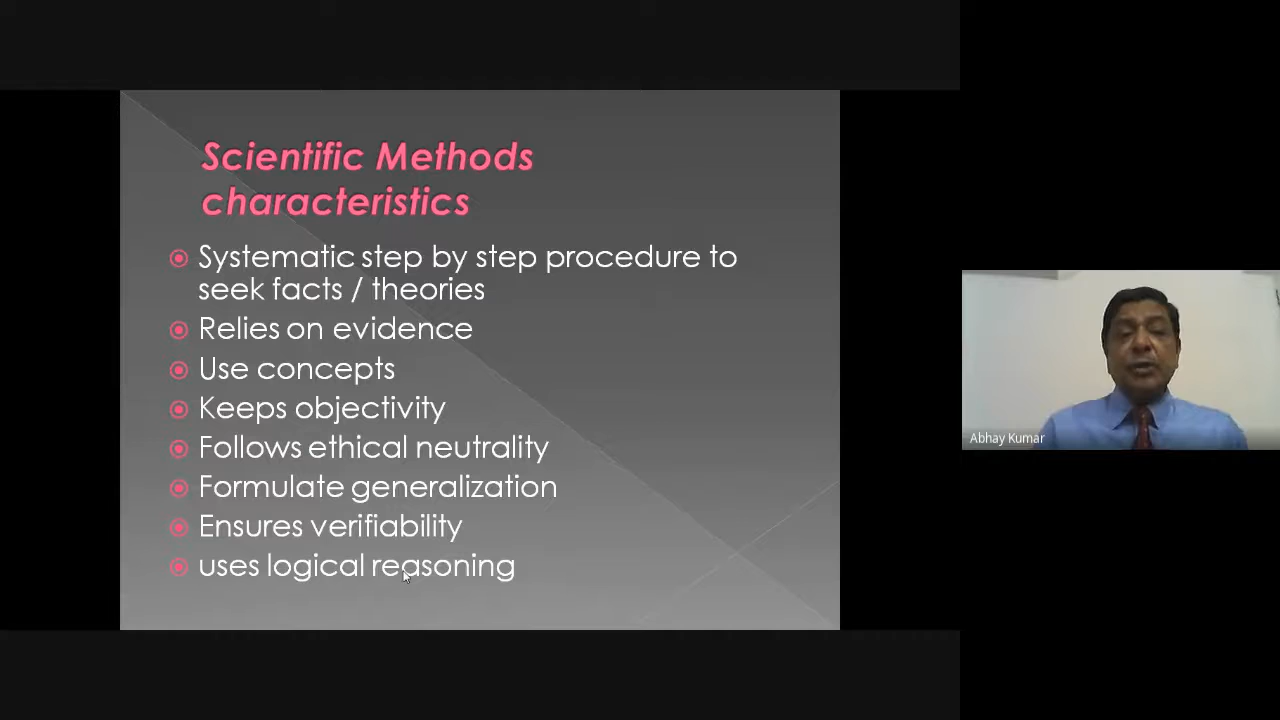 Scientific Methods
characteristics
Systematic step by step procedure to
seek facts / theories
Relies on evidence
Use concepts
Keeps objectivity
Follows ethical neutrality
Formulate generalization
Ensures verifiability
uses logical reasoning
Abhay Kumar